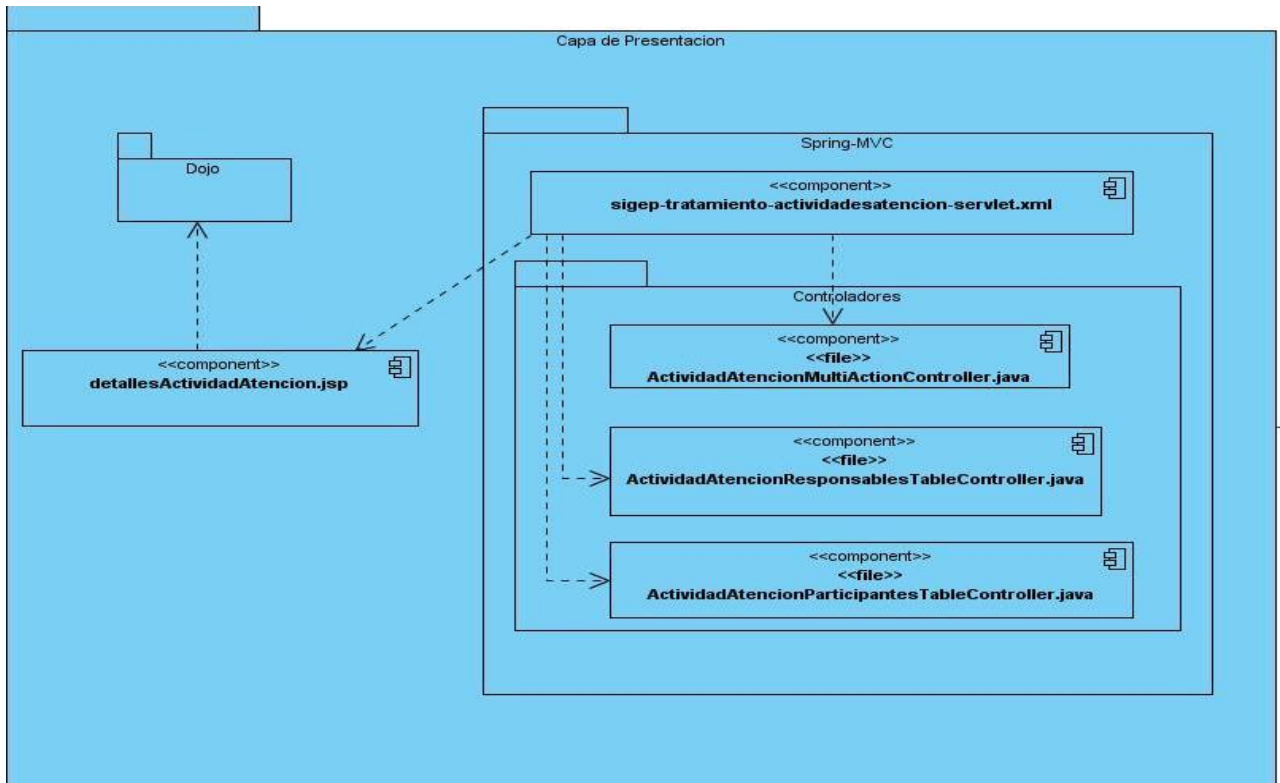 Capa de Presentacion
Dojo
Spring-MVC
<<component>>
sigep-tratamiento-actividadesatencion-servlet.xml
Controladores
<<component>>
<<file>>
ActividadAtencionMultiActionController.java
<<component>>
detallesActividadAtencion.jsp
<<component>>
<<file>>
ActividadAtencionResponsablesTableController.java
<<component>>
<<file>>
ActividadAtencionParticipantesTableController.java